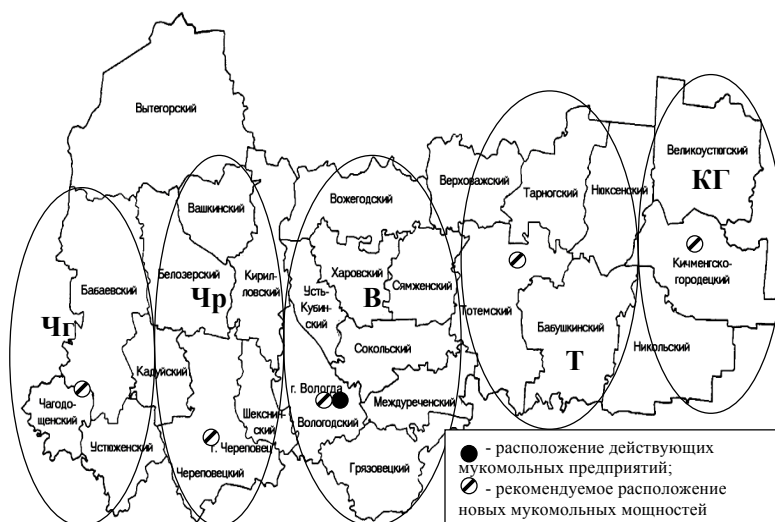 Вытегорский
Великоустюгский
КГ
Верховажский
Тарногский
Нюксенский
Вашкинский
Вожегодский
Кичменгско-
городецкий
Белозерский
Кирил-
ловский
Харовский
Сямженский
Бабаевский
Чр
Усть-
Кубин-
ский
В
Тотемский
Бабушкинский
Никольский
Чг
Сокольский
Т
Кадуйский
г. Вологда
Междуреченский
Чагодо-
щенский
Шекснин-
ский
Вологодский
Устюженский
г. Череповец
Череповецкий
Грязовецкий
- расположение действующих
мукомольных предприятий;
- рекомендуемое расположение
новых мукомольных мощностей